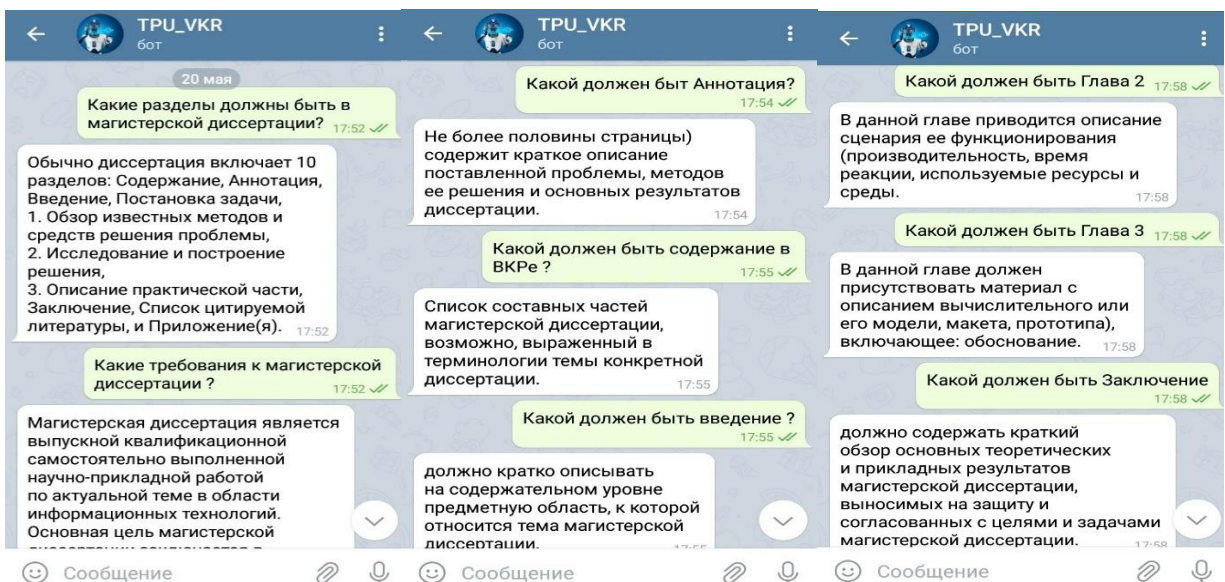 TPU_VKR
бот
20 мая
Какие разделы должны быть в
магистерской диссертации? 17:52
Обычно диссертация включает 10
разделов: Содержание, Аннотация,
Введение, Постановка задачи,
1. Обзор известных методов и
средств решения проблемы,
2. Исследование и построение
решения,
3. Описание практической части,
Заключение, Список цитируемой
литературы, и Приложение(я). 17:52
Какие требования к магистерской
диссертации ? 17:52
Магистерская диссертация является
выпускной квалификационной
самостоятельно выполненной
научно-прикладной работой
по актуальной теме в области
информационных технологий.
Основная цель магистерской
Сообщение
TPU_VKR
бот
Какой должен быт Аннотация?
17:54
Не более половины страницы)
содержит краткое описание
поставленной проблемы, методов
ее решения и основных результатов
диссертации. 17:54
Какой должен быть содержание в
ВКРе ? 17:55
Список составных частей
магистерской диссертации,
возможно, выраженный в
терминологии темы конкретной
диссертации. 17:55
Какой должен быть введение ?
17:55
должно кратко описывать
на содержательном уровне
предметную область, к которой
относится тема магистерской
диссертации. 17:55
Сообщение
TPU_VKR
бот
Какой должен быть Глава 2 17:58
В данной главе приводится описание
сценария ее функционирования
(производительность, время
реакции, используемые ресурсы и
среды. 17:58
Какой должен быть Глава 3 17:58
В данной главе должен
присутствовать материал с
описанием вычислительного или
его модели, макета, прототипа),
включающее: обоснование. 17:58
Какой должен быть Заключение
17:58
должно содержать краткий
обзор основных теоретических
и прикладных результатов
магистерской диссертации,
выносимых на защиту и
согласованных с целями и задачами
магистерской диссертации. 17:58
Сообщение